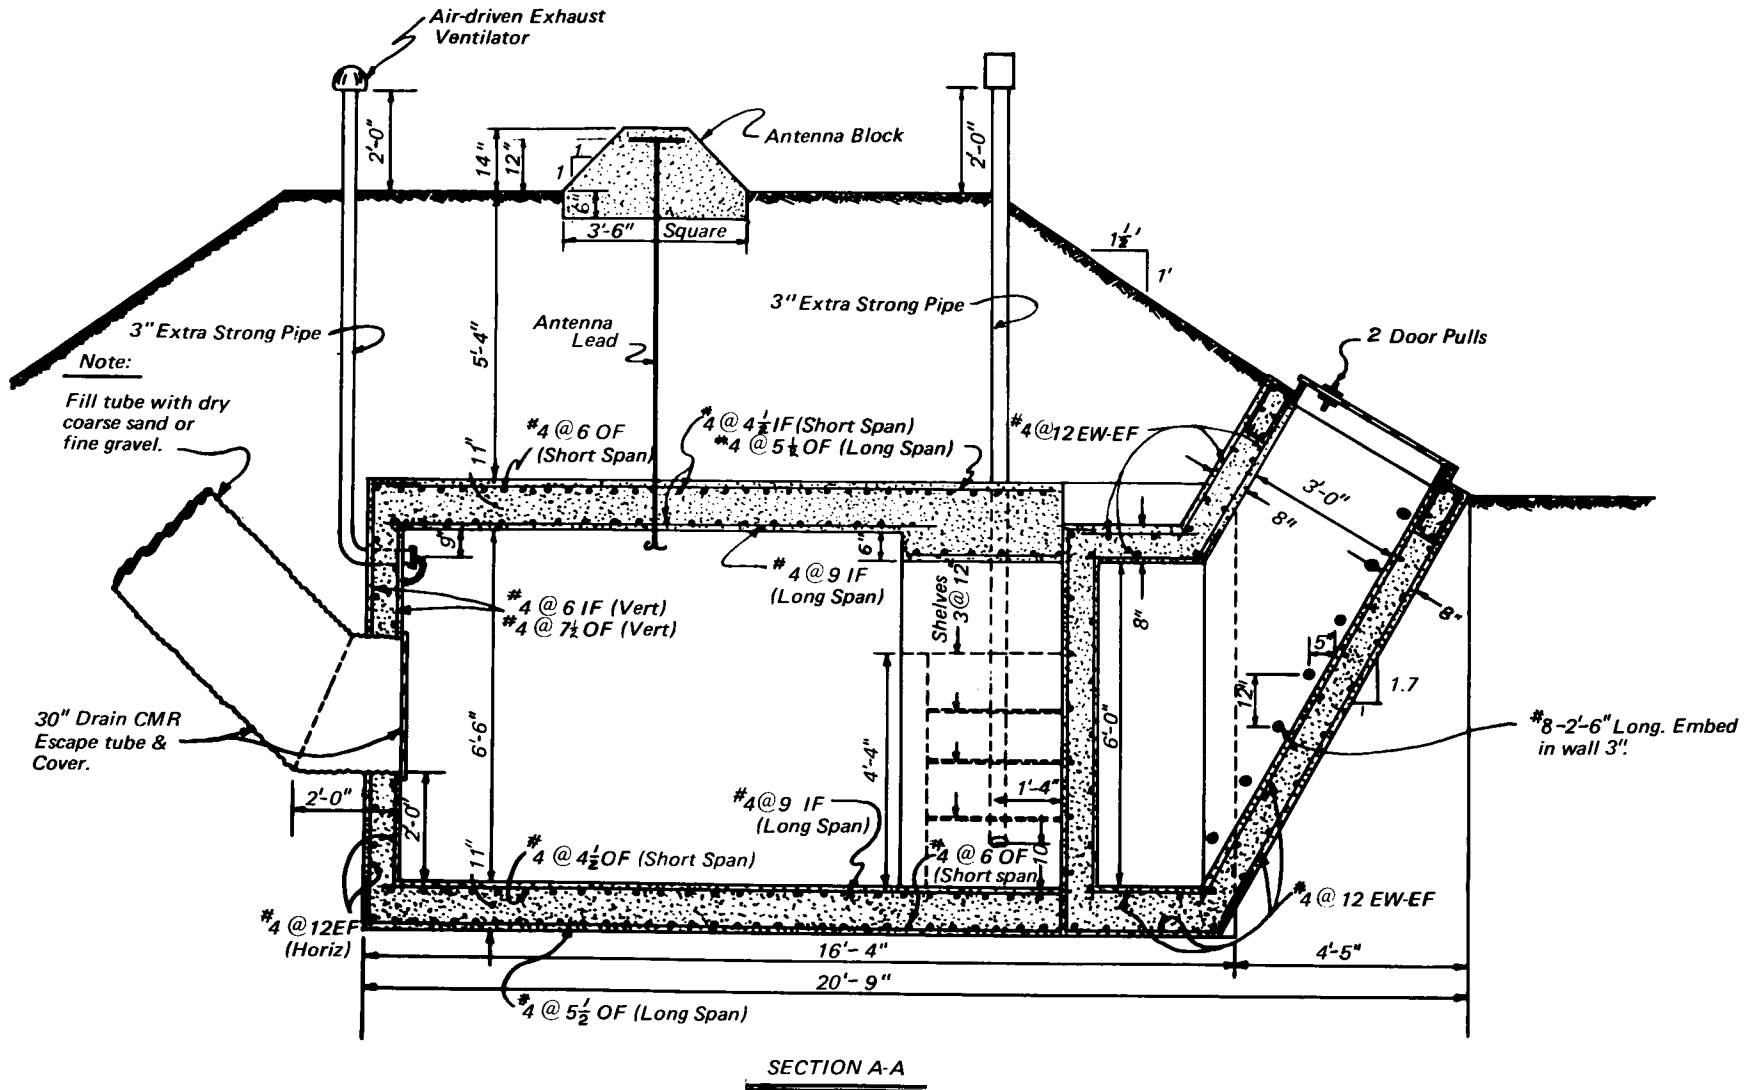 Air-driven Exhaust
Ventilator
2'-0"
14"
12"
1
1
6"
3'-6" Square
Antenna Block
2'-0"
1½'
1'
3" Extra Strong Pipe
Note:
Fill tube with dry
coarse sand or
fine gravel.
5'-4"
Antenna
Lead
3" Extra Strong Pipe
2 Door Pulls
#4 @ 6 OF
(Short Span)
11"
#4 @ 4½ IF (Short Span)
#4 @ 5½ OF (Long Span)
#4 @ 12 EW-EF
3'-0"
8"
8"
9"
6"
#4 @ 9 IF
(Long Span)
#4 @ 6 IF (Vert)
#4 @ 7½ OF (Vert)
Shelves
3 @ 12"
8"
5"
12"
1.7
1
30" Drain CMR
Escape tube &
Cover.
6'-6"
4'-4"
6'-0"
#8-2'-6" Long. Embed
in wall 3".
2'-0"
2'-0"
1'-4"
10"
#4 @ 9 IF
(Long Span)
11"
#4 @ 4½ OF (Short Span)
#4 @ 6 OF
(Short span
#4 @ 12 EW-EF
#4 @ 12EF
(Horiz)
16'-4"
4'-5"
20'-9"
#4 @ 5½ OF (Long Span)
SECTION A-A